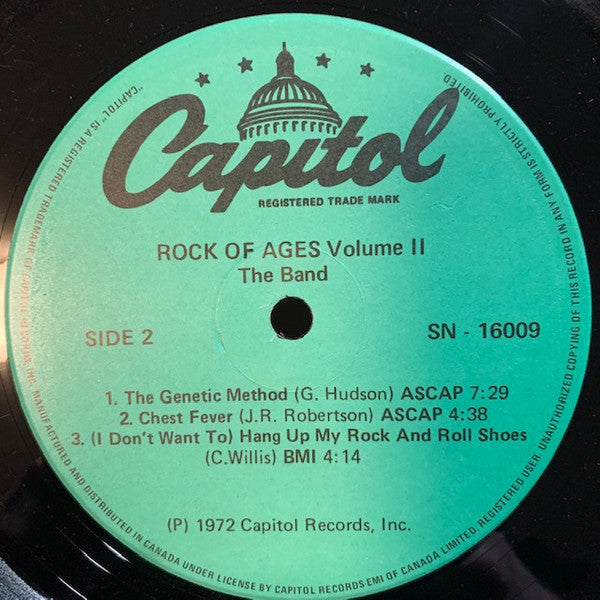 Capitol
REGISTERED TRADE MARK
ROCK OF AGES Volume II
The Band
SIDE 2
SN - 16009
1. The Genetic Method (G. Hudson) ASCAP 7:29
2. Chest Fever (J.R. Robertson) ASCAP 4:38
3. (I Don't Want To) Hang Up My Rock And Roll Shoes
(C.Willis) BMI 4:14
(P) 1972 Capitol Records, Inc.
"CAPITOL" IS A REGISTERED TRADEMARK OF CAPITOL RECORDS, INC. MANUFACTURED AND DISTRIBUTED IN CANADA UNDER LICENSE BY CAPITOL RECORDS-EMI OF CANADA LIMITED, REGISTERED USER. UNAUTHORIZED COPYING OF THIS RECORD IN ANY FORM IS STRICTLY PROHIBITED.